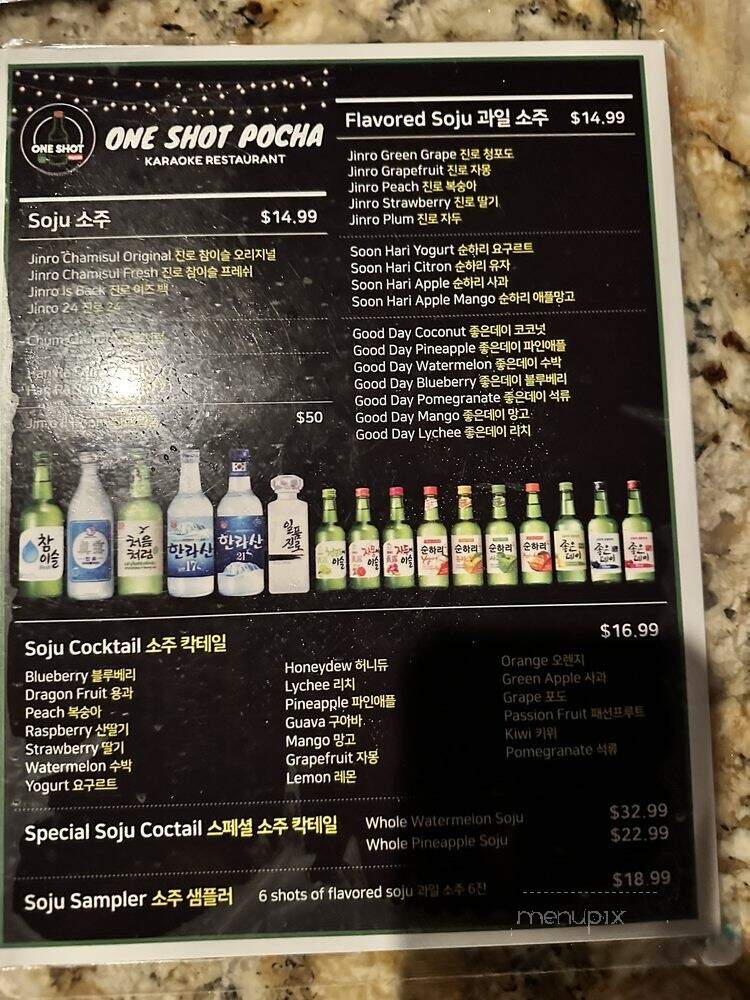 ONE SHOT
ONE SHOT POCHA
KARAOKE RESTAURANT
Soju 소주 $14.99
Jinro Chamisul Original 진로 참이슬 오리지널
Jinro Chamisul Fresh 진로 참이슬 프레쉬
Jinro Is Back 진로 이즈 백
Jinro 24 진로 24
Chum
$50
Flavored Soju 과일 소주 $14.99
Jinro Green Grape 진로 청포도
Jinro Grapefruit 진로 자몽
Jinro Peach 진로 복숭아
Jinro Strawberry 진로 딸기
Jinro Plum 진로 자두
Soon Hari Yogurt 순하리 요구르트
Soon Hari Citron 순하리 유자
Soon Hari Apple 순하리 사과
Soon Hari Apple Mango 순하리 애플망고
Good Day Coconut 좋은데이 코코넛
Good Day Pineapple 좋은데이 파인애플
Good Day Watermelon 좋은데이 수박
Good Day Blueberry 좋은데이 블루베리
Good Day Pomegranate 좋은데이 석류
Good Day Mango 좋은데이 망고
Good Day Lychee 좋은데이 리치
참이슬
처음처럼
한라산 17
한라산 21
일품진로
이슬
자몽 이슬
이슬
순하리
순하리
순하리
순하리
좋은데이
좋은데이
좋은데이
Soju Cocktail 소주 칵테일 $16.99
Blueberry 블루베리
Dragon Fruit 용과
Peach 복숭아
Raspberry 산딸기
Strawberry 딸기
Watermelon 수박
Yogurt 요구르트
Honeydew 허니듀
Lychee 리치
Pineapple 파인애플
Guava 구아바
Mango 망고
Grapefruit 자몽
Lemon 레몬
Orange 오렌지
Green Apple 사과
Grape 포도
Passion Fruit 패션프루트
Kiwi 키위
Pomegranate 석류
Special Soju Coctail 스페셜 소주 칵테일
Whole Watermelon Soju $32.99
Whole Pineapple Soju $22.99
Soju Sampler 소주 샘플러 6 shots of flavored soju 과일 소주 6잔 $18.99
menupix